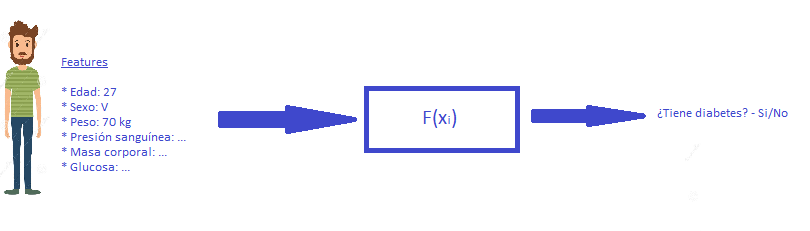 Features
* Edad: 27
* Sexo: V
* Peso: 70 kg
* Presión sanguínea: ...
* Masa corporal: ...
* Glucosa: ...
F(xi)
¿Tiene diabetes? - Si/No